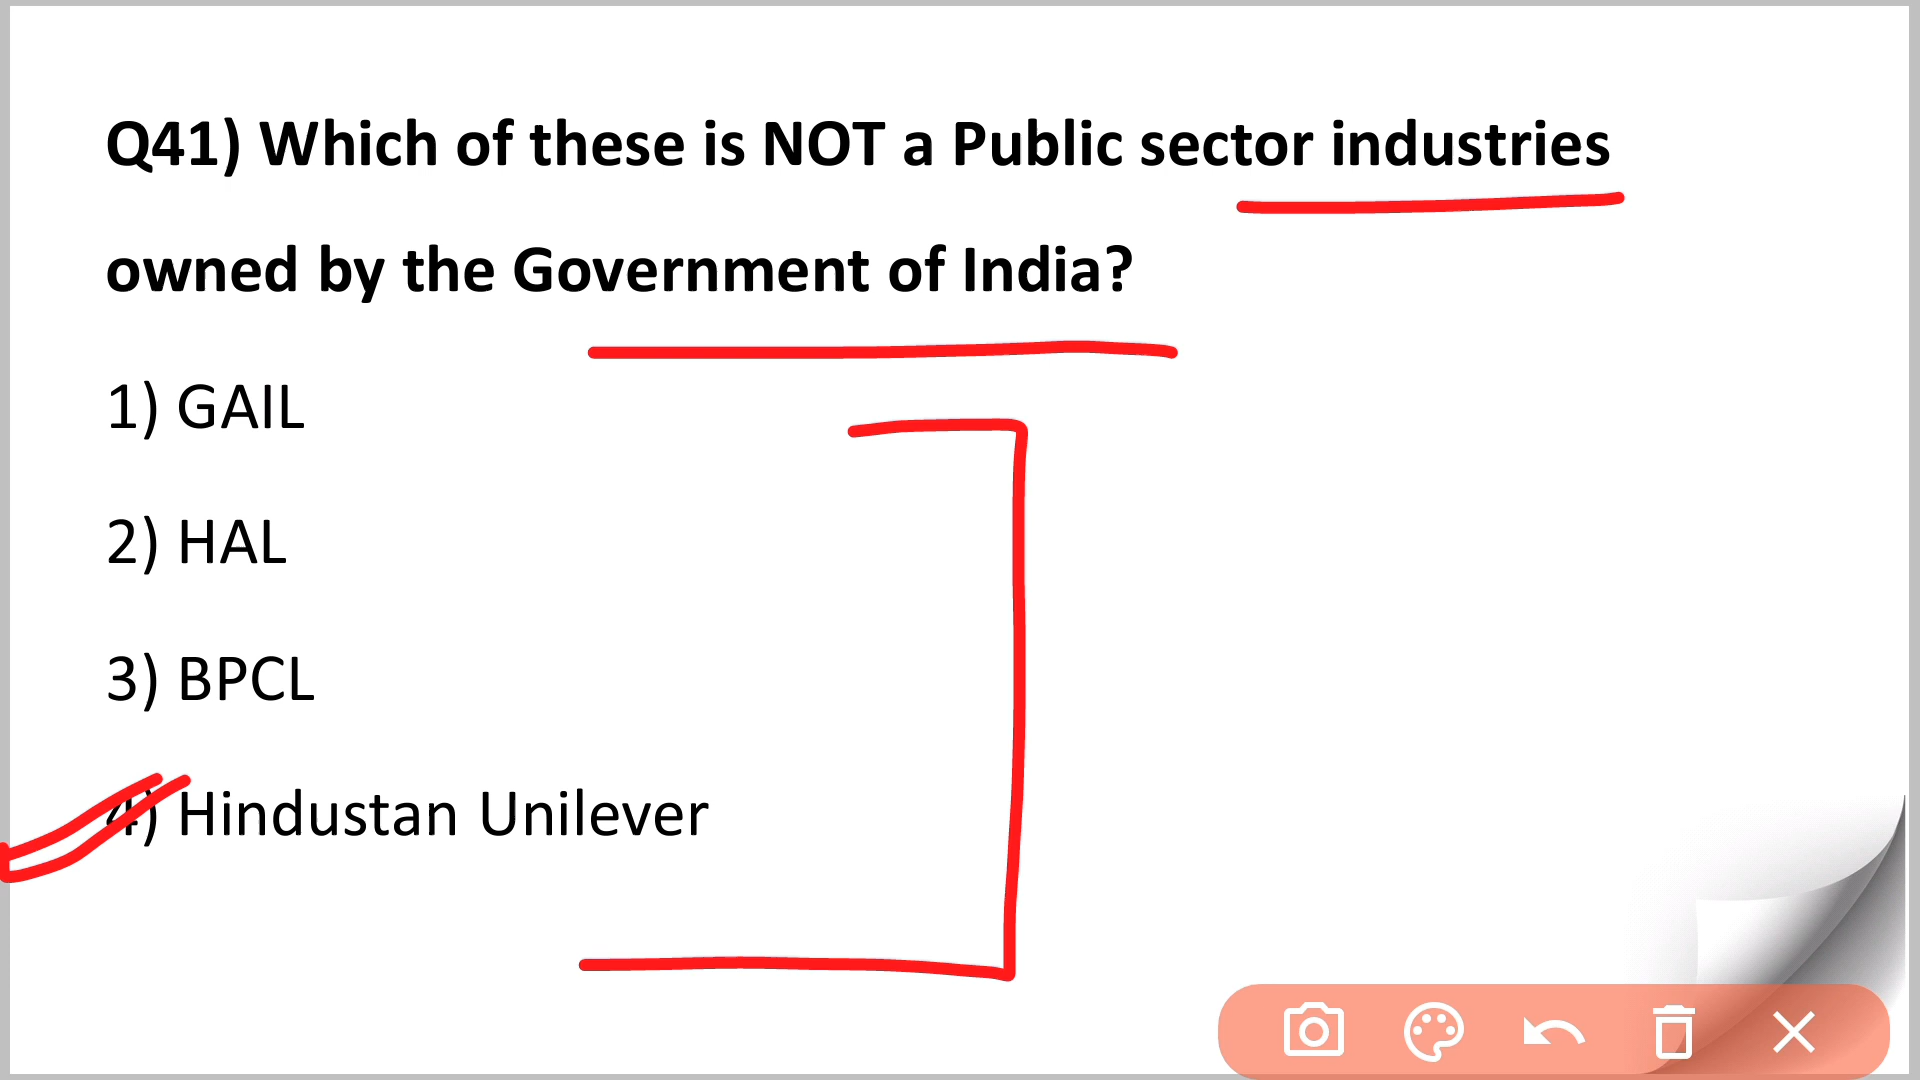 Q41) Which of these is NOT a Public sector industries
owned by the Government of India?
1) GAIL
2) HAL
3) BPCL
4) Hindustan Unilever